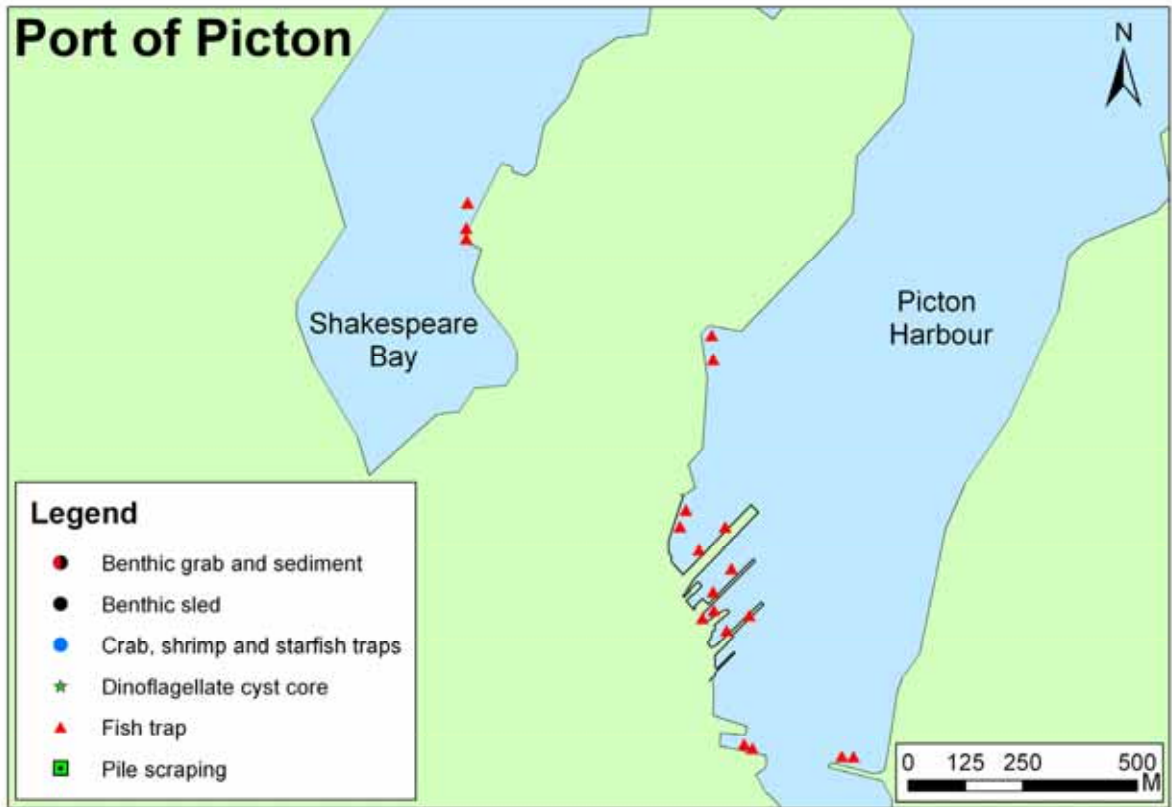 Port of Picton
N
Shakespeare
Bay
Picton
Harbour
Legend
Benthic grab and sediment
Benthic sled
Crab, shrimp and starfish traps
Dinoflagellate cyst core
Fish trap
Pile scraping
0 125 250 500
M